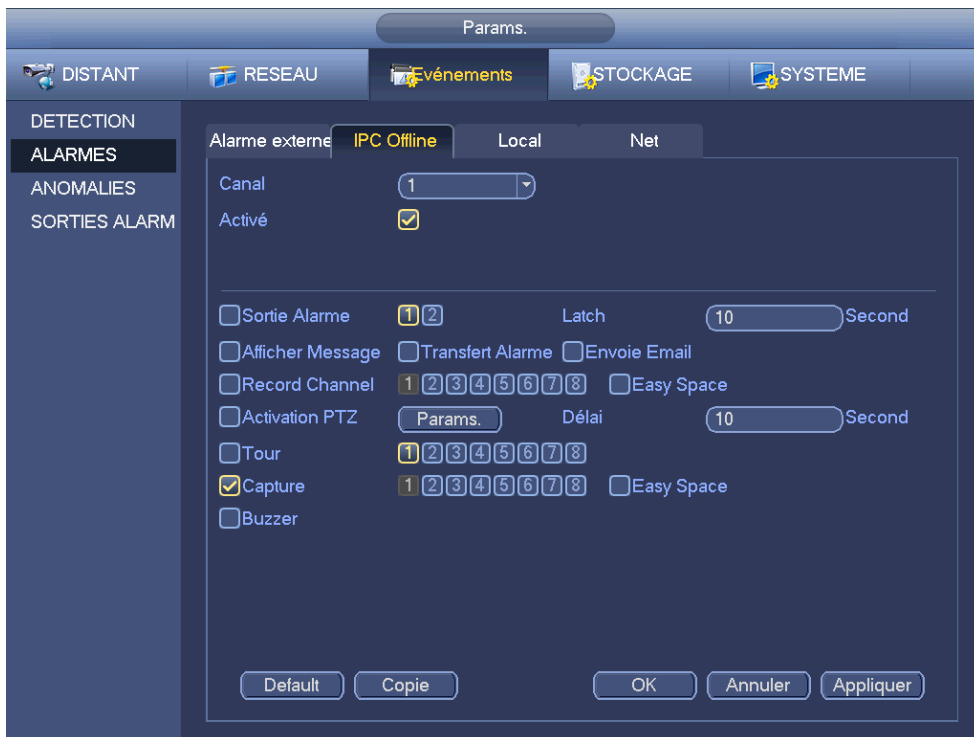 Params.
DISTANT RESEAU Evénements STOCKAGE SYSTEME
DETECTION
ALARMES
ANOMALIES
SORTIES ALARM
Alarme externe IPC Offline Local Net
Canal 1
Activé
Sortie Alarme 1 2 Latch 10 Second
Afficher Message Transfert Alarme Envoie Email
Record Channel 1 2 3 4 5 6 7 8 Easy Space
Activation PTZ Params. Délai 10 Second
Tour 1 2 3 4 5 6 7 8
Capture 1 2 3 4 5 6 7 8 Easy Space
Buzzer
Default Copie OK Annuler Appliquer